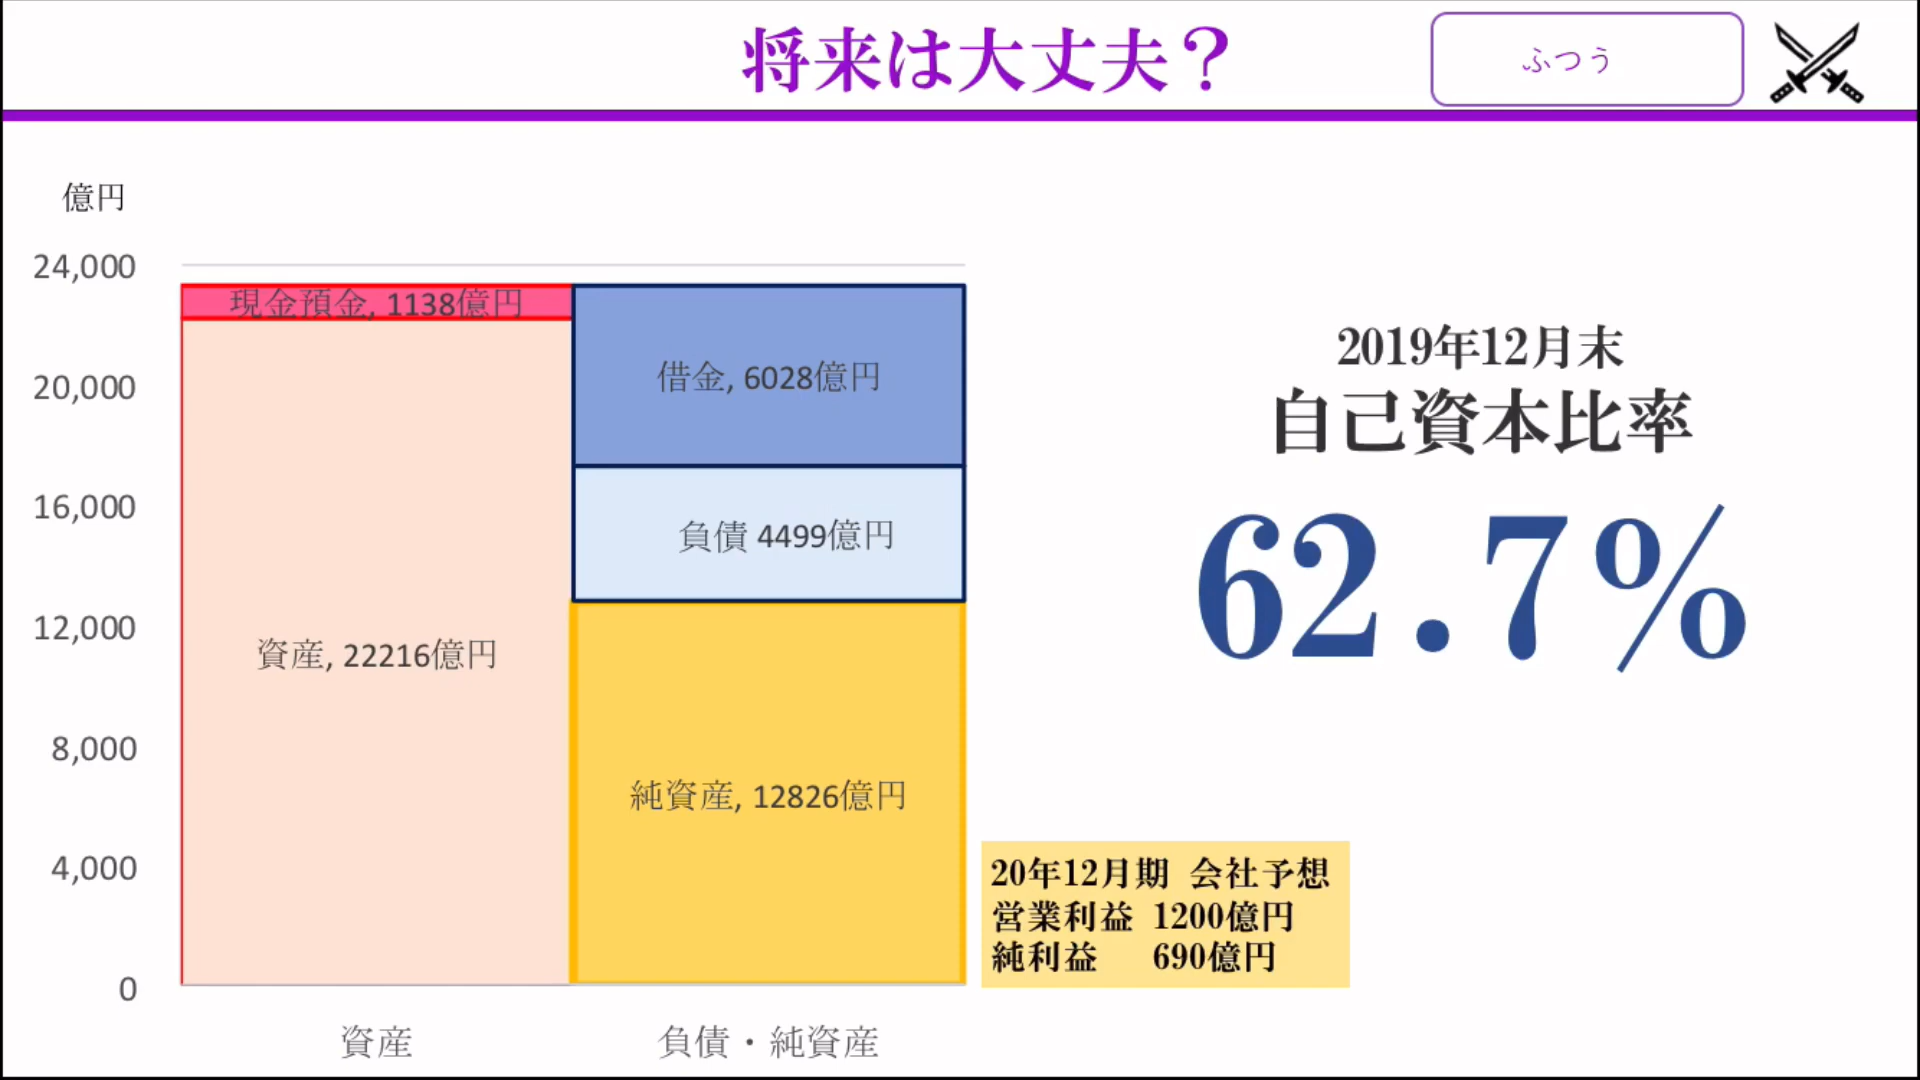 将来は大丈夫？
ふつう
億円
24,000
20,000
16,000
12,000
8,000
4,000
0
現金預金, 1138億円
資産, 22216億円
借金, 6028億円
負債 4499億円
純資産, 12826億円
資産
負債・純資産
2019年12月末
自己資本比率
62.7%
20年12月期 会社予想
営業利益 1200億円
純利益 690億円